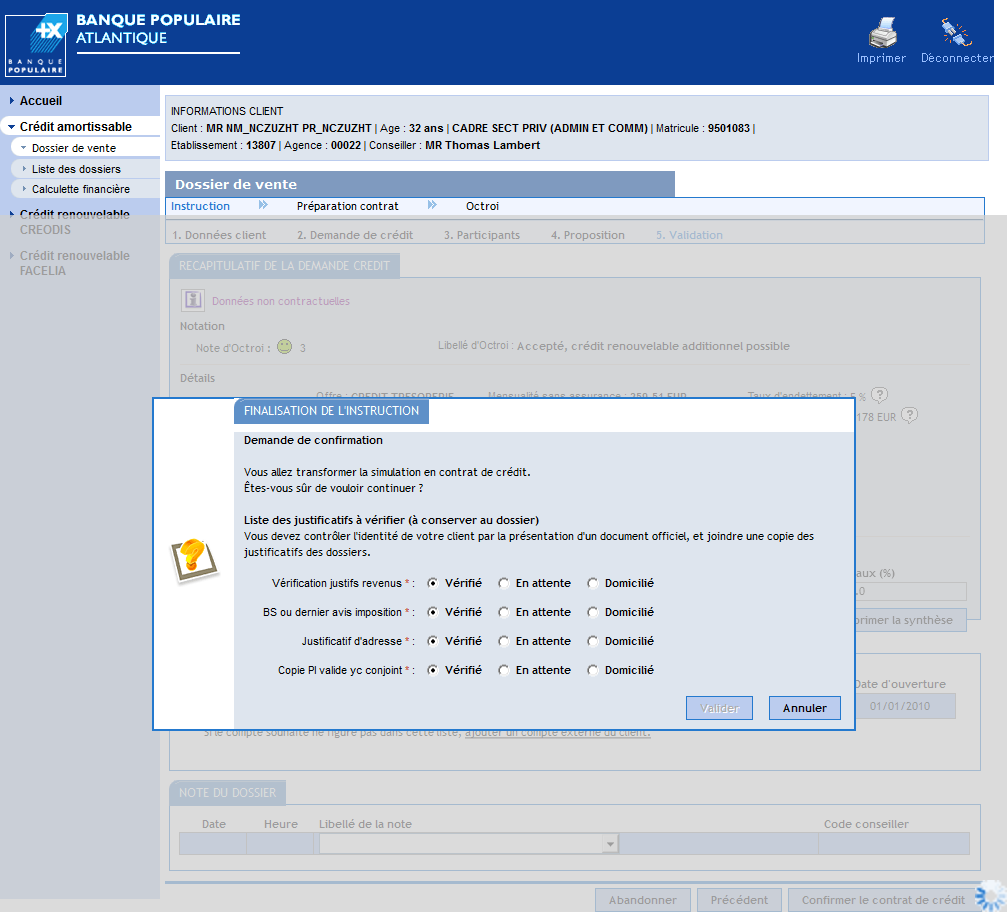 BANQUE POPULAIRE
ATLANTIQUE
BANQUE
POPULAIRE
Imprimer
Déconnecter
Accueil
Crédit amortissable
Dossier de vente
Liste des dossiers
Calculette financière
Crédit renouvelable
CREODIS
Crédit renouvelable
FACELIA
INFORMATIONS CLIENT
Client : MR NM_NCZUZHT PR_NCZUZHT | Age : 32 ans | CADRE SECT PRIV (ADMIN ET COMM) | Matricule : 9501083 |
Etablissement : 13807 | Agence : 00022 | Conseiller : MR Thomas Lambert
Dossier de vente
Instruction
Préparation contrat
Octroi
1. Données client
2. Demande de crédit
3. Participants
4. Proposition
5. Validation
RECAPITULATIF DE LA DEMANDE CREDIT
Données non contractuelles
Notation
Note d'Octroi : 3
Libellé d'Octroi : Accepté, crédit renouvelable additionnel possible
Détails
Offre : CREDIT TRESORERIE
Mensualité sans assurance : 259,51 EUR
Taux d'endettement : 5 %
178 EUR
FINALISATION DE L'INSTRUCTION
Demande de confirmation
Vous allez transformer la simulation en contrat de crédit.
Êtes-vous sûr de vouloir continuer ?
Liste des justificatifs à vérifier (à conserver au dossier)
Vous devez contrôler l'identité de votre client par la présentation d'un document officiel, et joindre une copie des
justificatifs des dossiers.
Vérification justifs revenus * : Vérifié En attente Domicilié
BS ou dernier avis imposition * : Vérifié En attente Domicilié
Justificatif d'adresse * : Vérifié En attente Domicilié
Copie PI valide yc conjoint * : Vérifié En attente Domicilié
Valider
Annuler
aux (%)
.0
primer la synthèse
Date d'ouverture
01/01/2010
Si le compte souhaité ne figure pas dans cette liste, ajouter un compte externe du client.
NOTE DU DOSSIER
Date
Heure
Libellé de la note
Code conseiller
Abandonner
Précédent
Confirmer le contrat de crédit